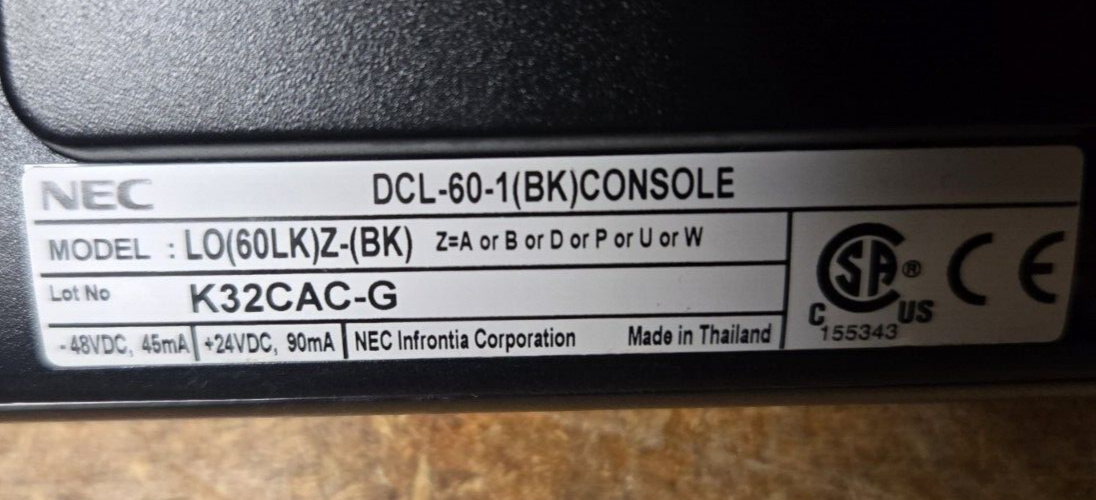 NEC DCL-60-1(BK)CONSOLE
MODEL : LO(60LK)Z-(BK) Z=A or B or D or P or U or W
Lot No K32CAC-G
-48VDC, 45mA +24VDC, 90mA NEC Infrontia Corporation Made in Thailand
SA ® CE
C US
155343